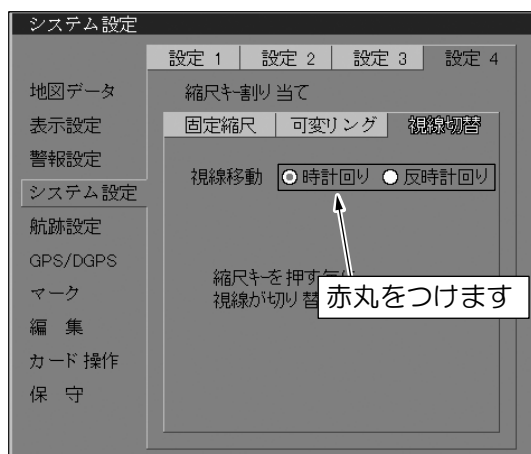 システム設定
設定 1 設定 2 設定 3 設定 4
地図データ
表示設定
警報設定
システム設定
航跡設定
GPS/DGPS
マーク
編 集
カード 操作
保 守
縮尺キー割り当て
固定縮尺 可変リング 視線切替
視線移動 時計回り 反時計回り
縮尺キーを押す
視線が切り替
赤丸をつけます